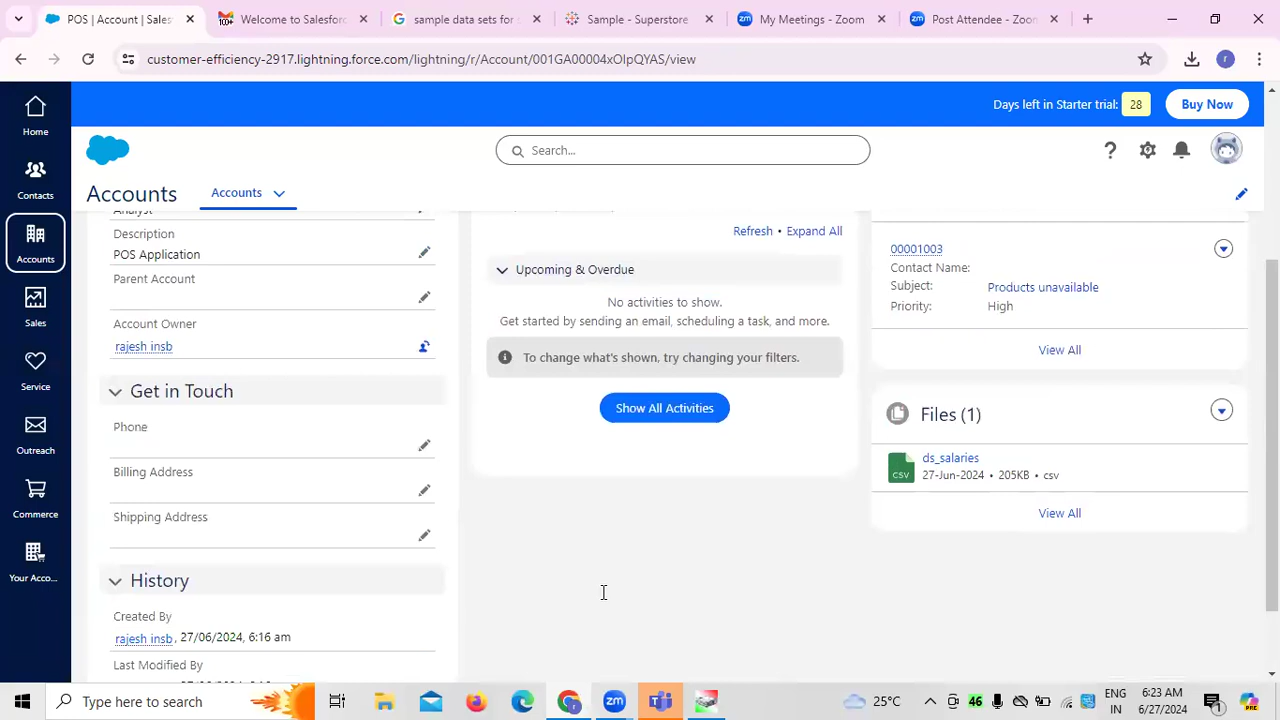 POS | Account | Sales
Welcome to Salesforc
sample data sets for s
Sample - Superstore
My Meetings - Zoom
Post Attendee - Zoom
customer-efficiency-2917.lightning.force.com/lightning/r/Account/001GA00004xOIpQYAS/view
r
Days left in Starter trial: 28
Buy Now
Home
Contacts
Accounts
Sales
Service
Outreach
Commerce
Your Acco...
Search...
Accounts
Accounts
Analyst
Description
POS Application
Parent Account
Account Owner
rajesh insb
Get in Touch
Phone
Billing Address
Shipping Address
History
Created By
rajesh insb, 27/06/2024, 6:16 am
Last Modified By
Refresh • Expand All
Upcoming & Overdue
No activities to show.
Get started by sending an email, scheduling a task, and more.
To change what's shown, try changing your filters.
Show All Activities
00001003
Contact Name:
Subject: Products unavailable
Priority: High
View All
Files (1)
CSV
ds_salaries
27-Jun-2024 • 205KB • csv
View All
Type here to search
25°C
46
ENG
IN
6:23 AM
6/27/2024